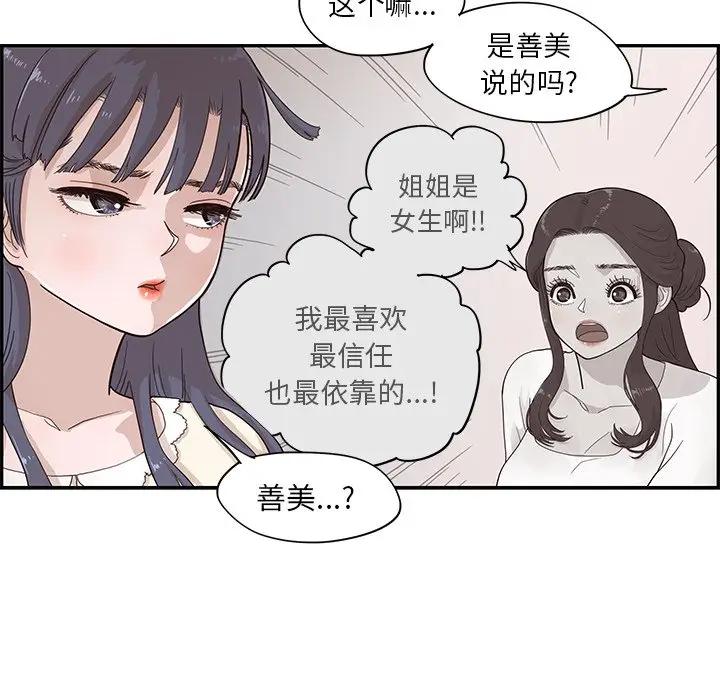 这个嘛...
是善美
说的吗?
姐姐是
女生啊!!
我最喜欢
最信任
也最依靠的...!
善美...?